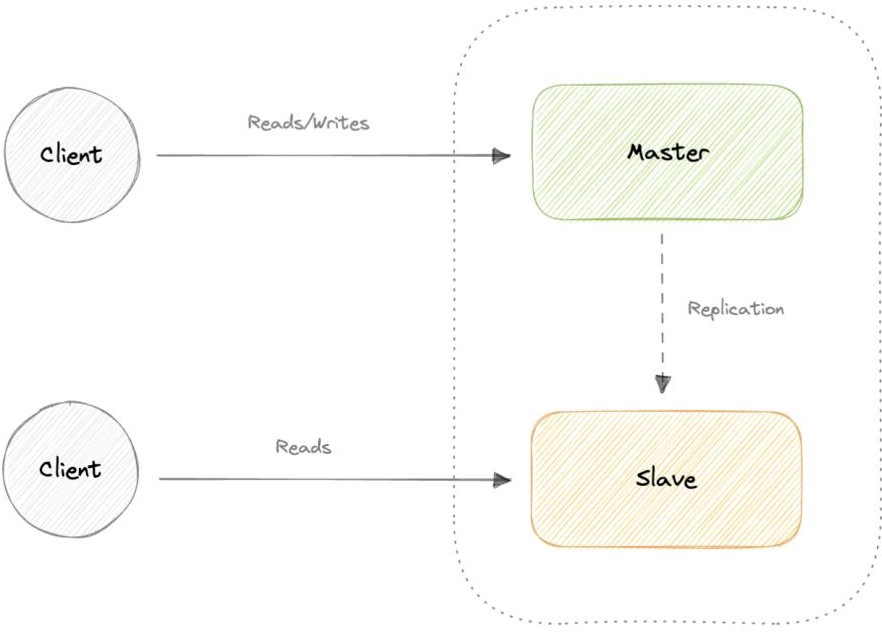 Client
Reads/Writes
Master
Replication
Client
Reads
Slave